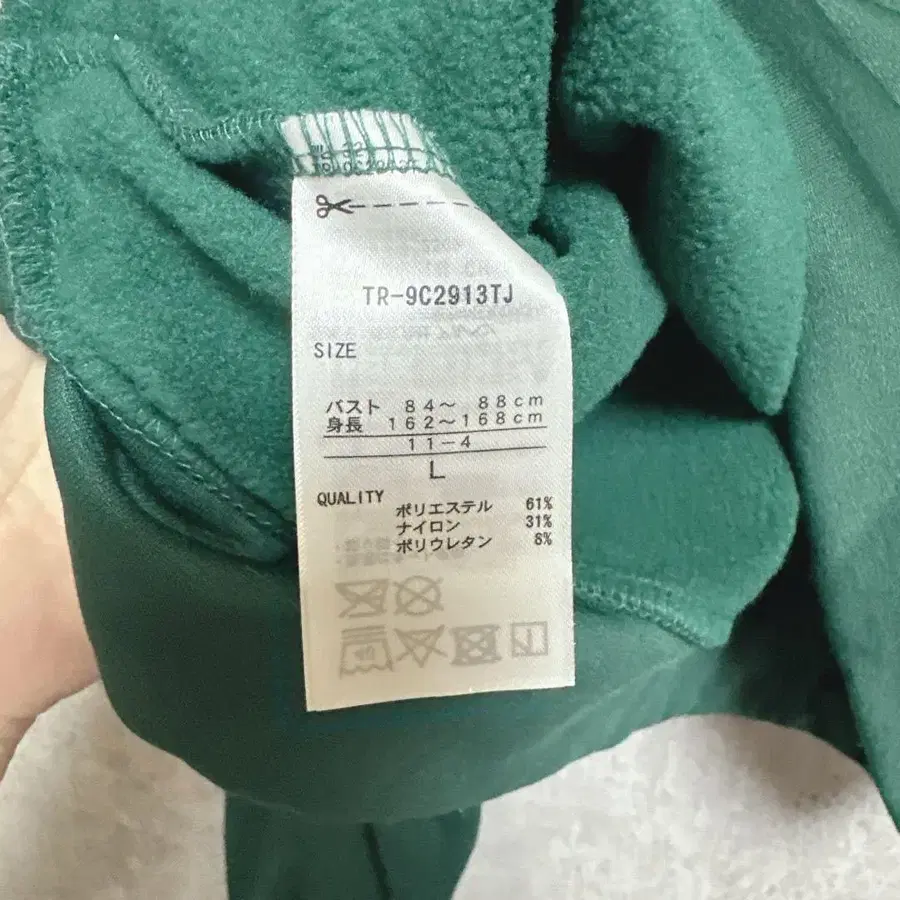 TR-9C2913TJ
SIZE
バスト 84〜 88cm
身長 162〜168cm
11-4
L
QUALITY
ポリエステル 61%
ナイロン 31%
ポリウレタン 8%